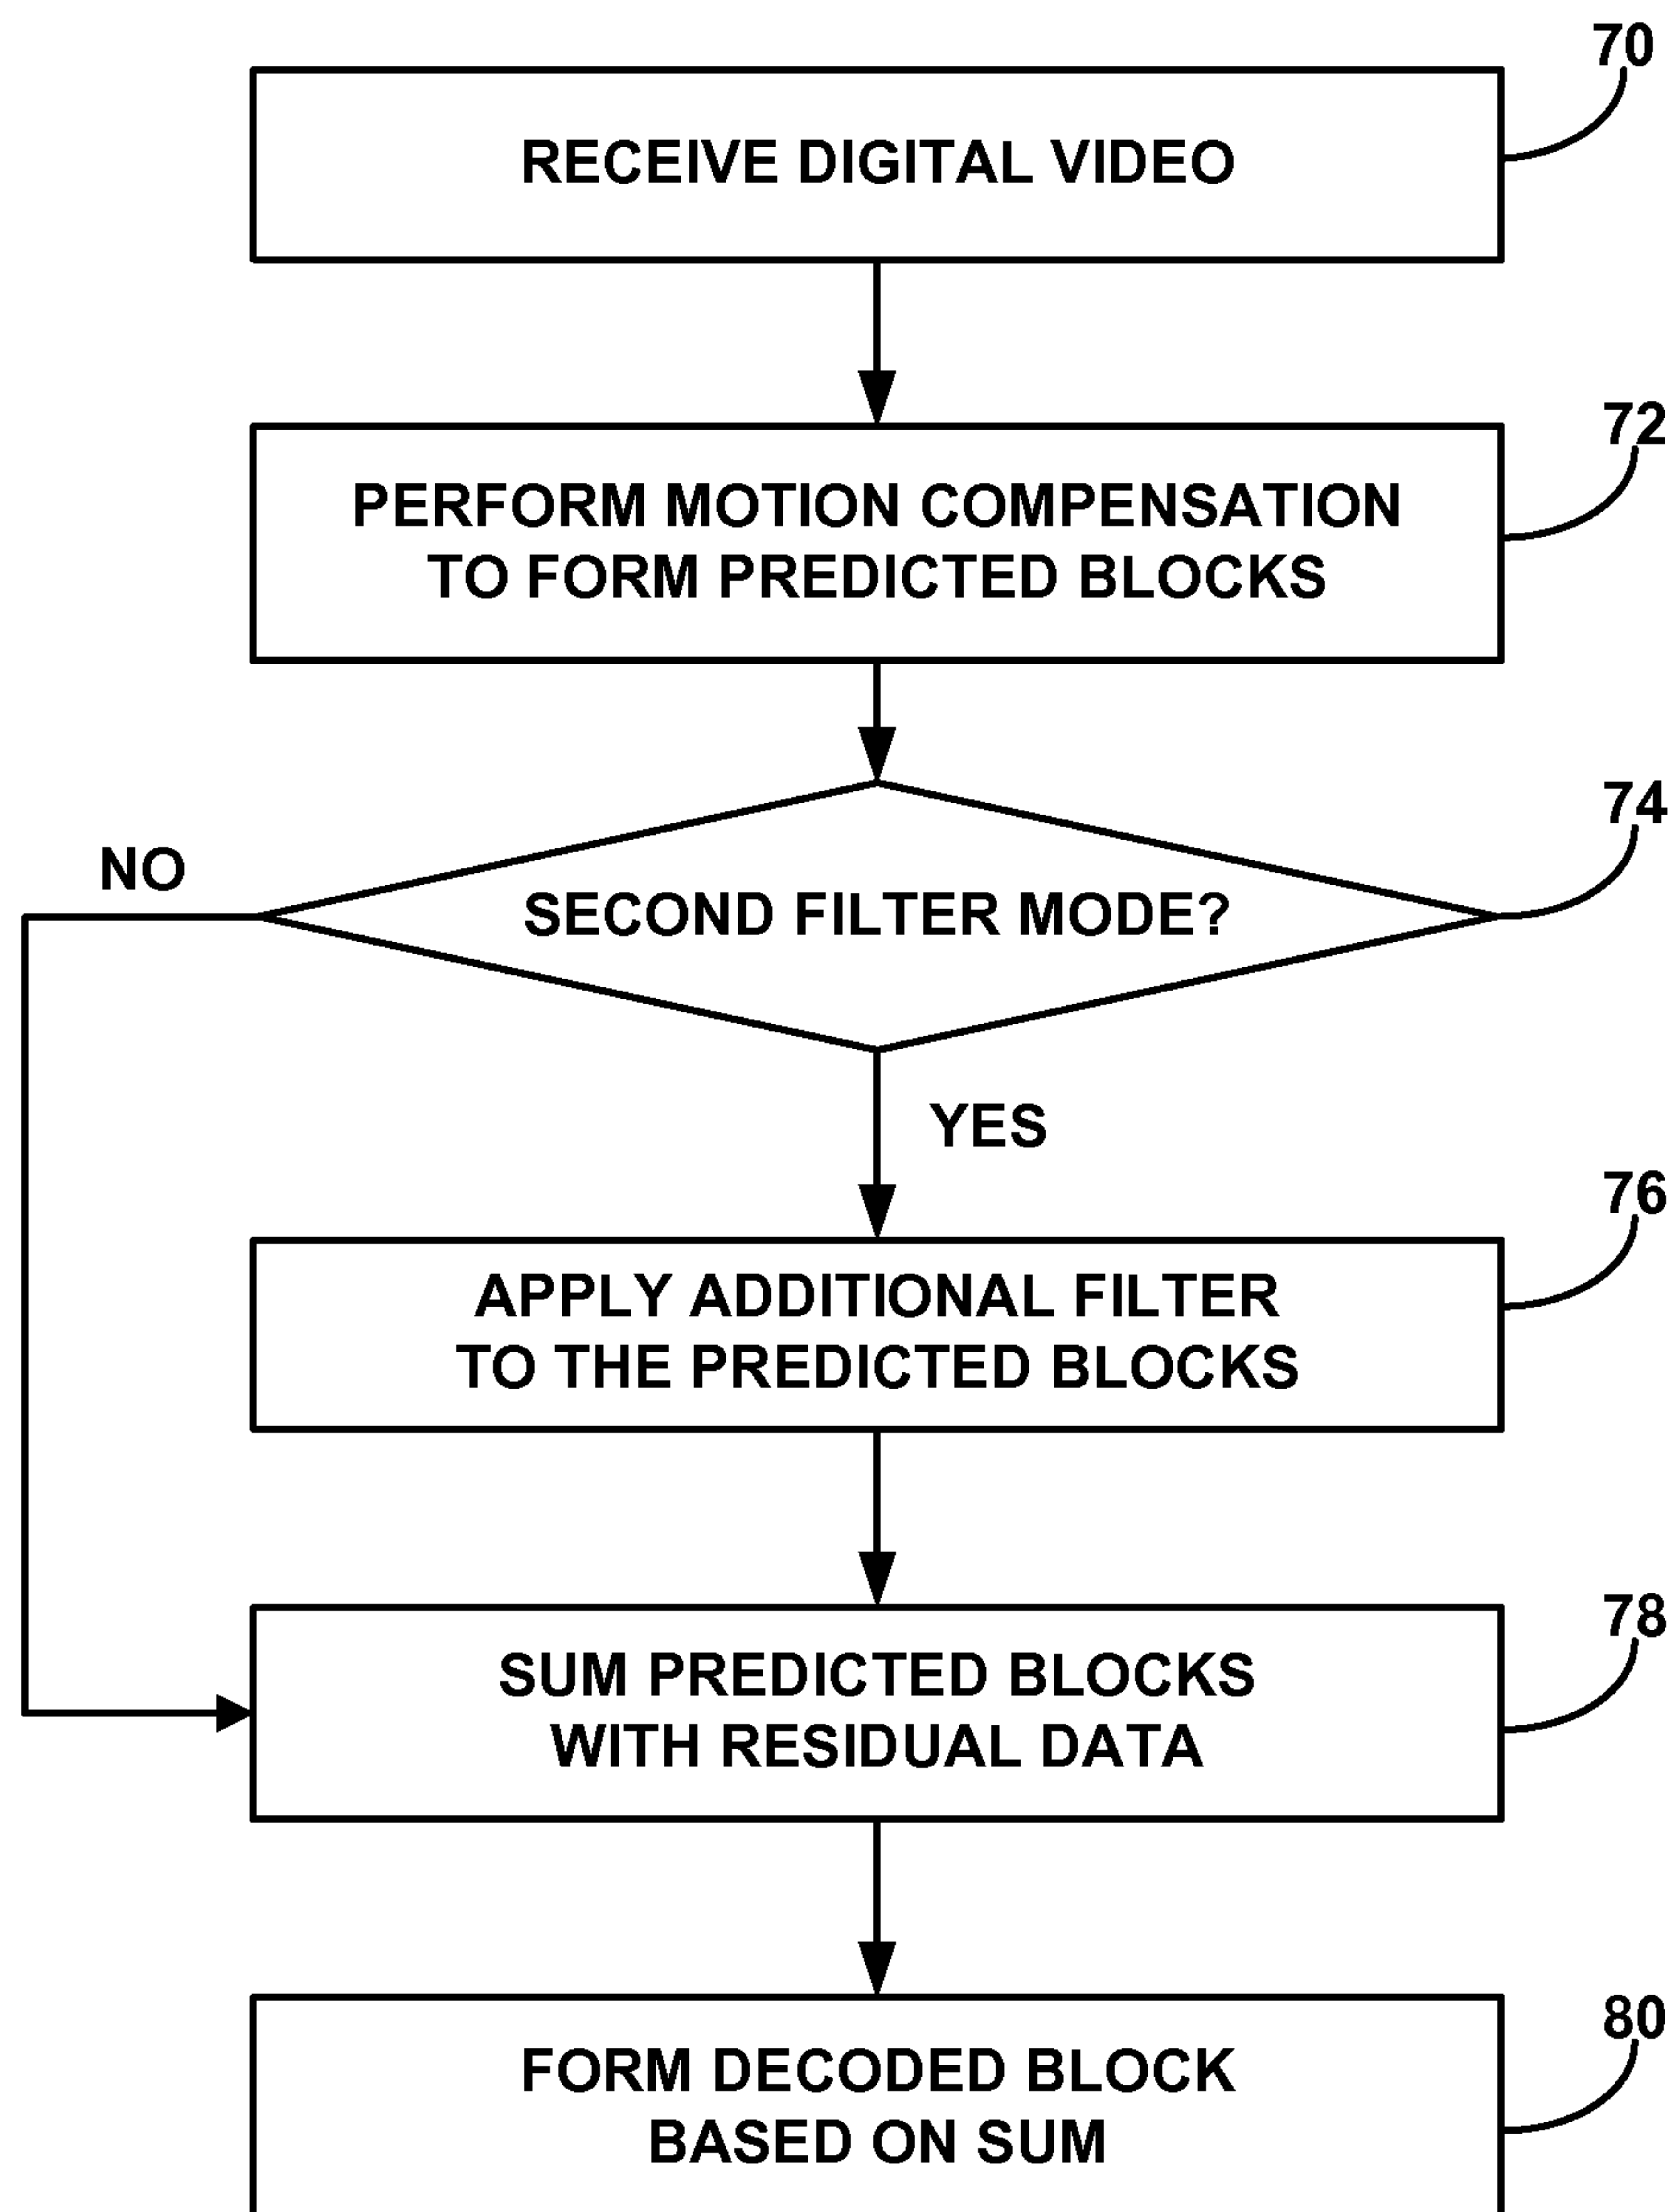 70
RECEIVE DIGITAL VIDEO
72
PERFORM MOTION COMPENSATION
TO FORM PREDICTED BLOCKS
74
NO
SECOND FILTER MODE?
YES
76
APPLY ADDITIONAL FILTER
TO THE PREDICTED BLOCKS
78
SUM PREDICTED BLOCKS
WITH RESIDUAL DATA
80
FORM DECODED BLOCK
BASED ON SUM